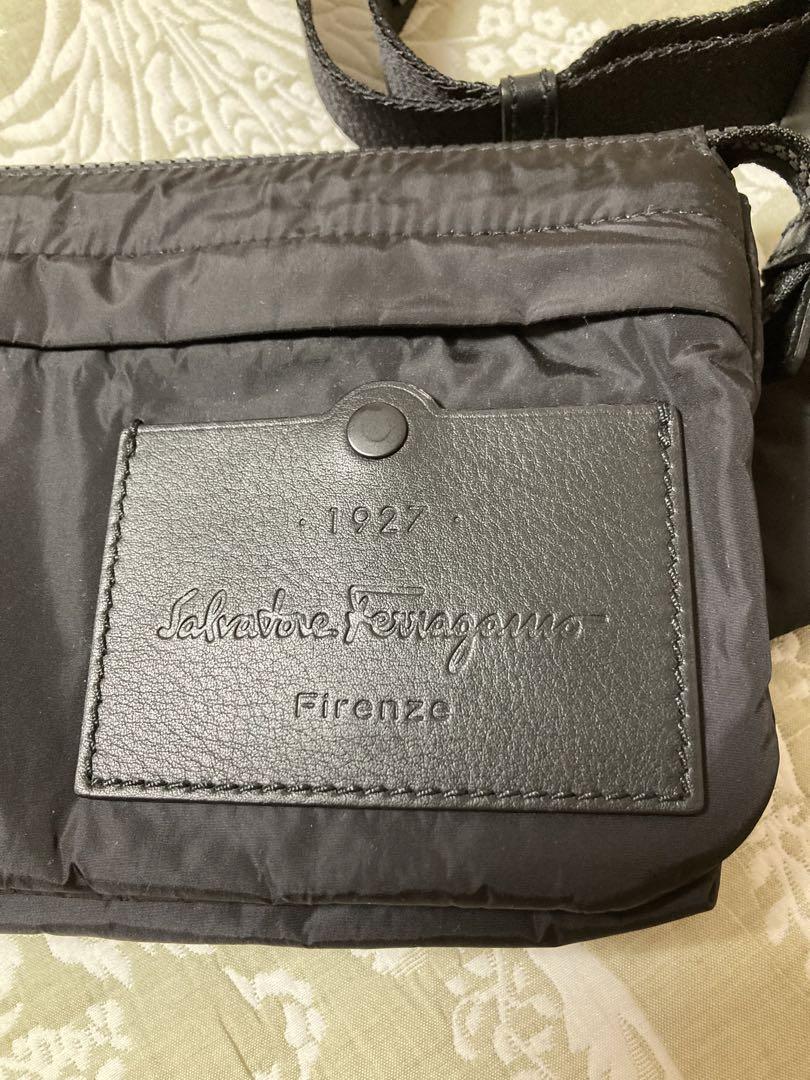 · 1927 ·
Salvatore Ferragamo
Firenze